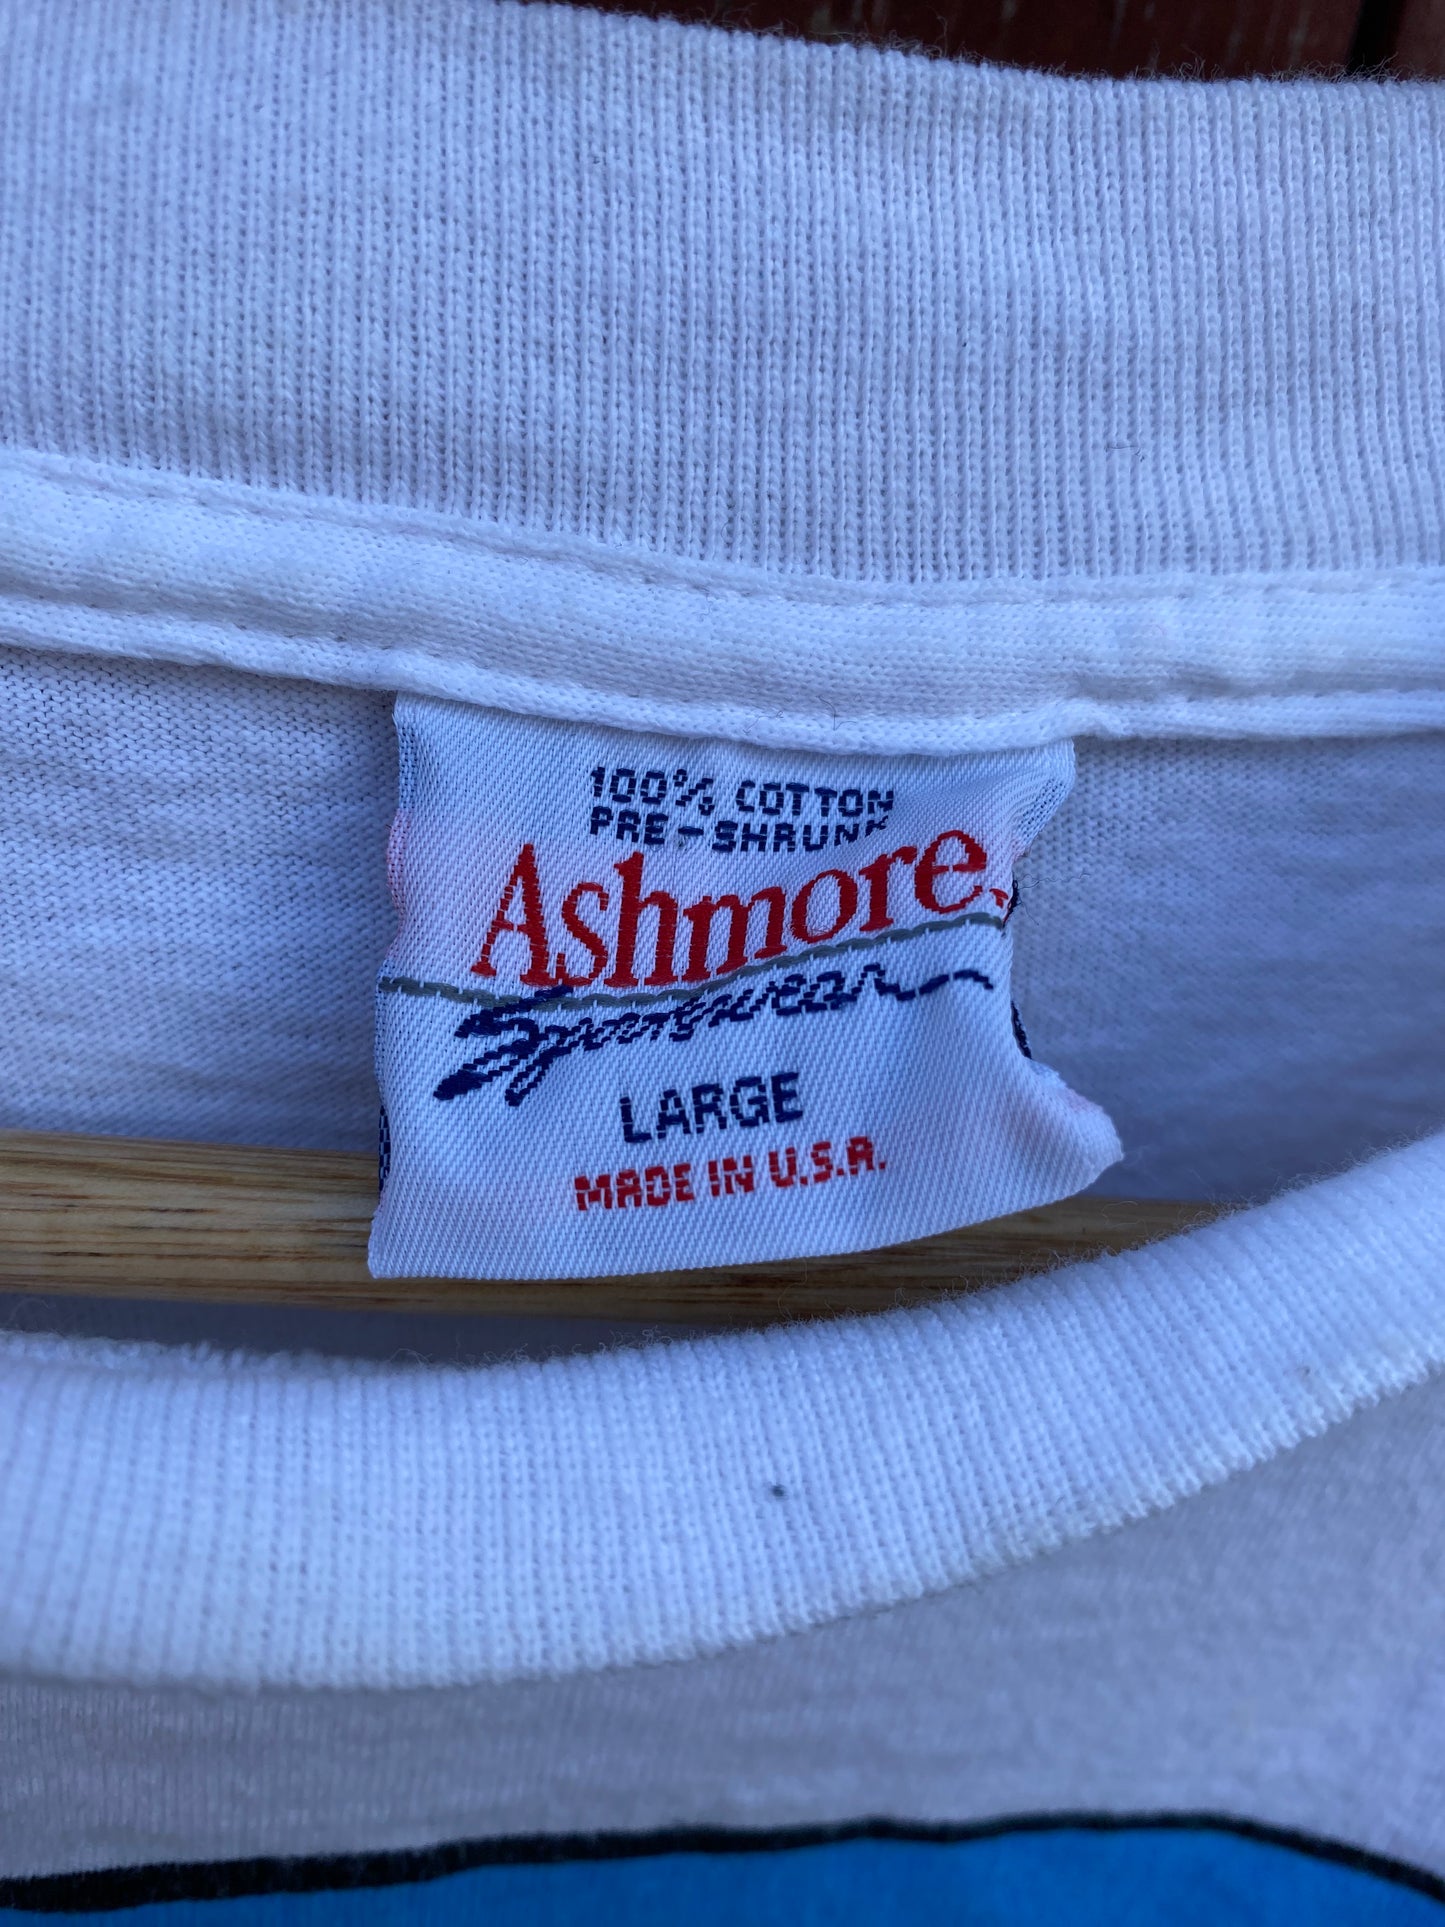 100% COTTON
PRE-SHRUNK
Ashmore
Sportswear
LARGE
MADE IN U.S.A.